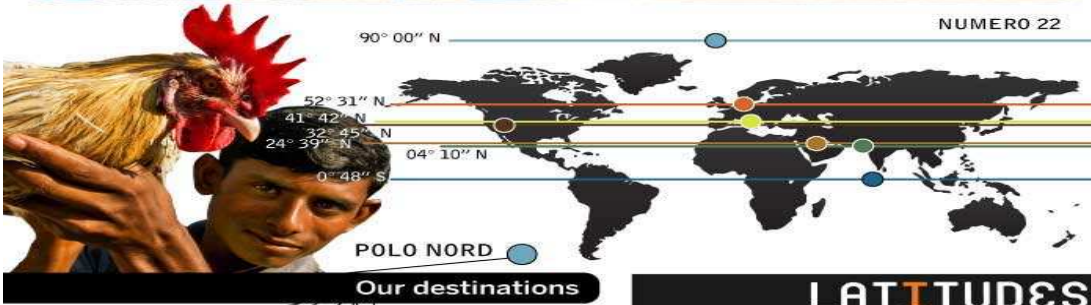 NUMERO 22
90° 00" N
52° 31" N
41° 42" N
32° 45" N
24° 39" N
04° 10" N
0° 48" S
POLO NORD
Our destinations
LATITUDES